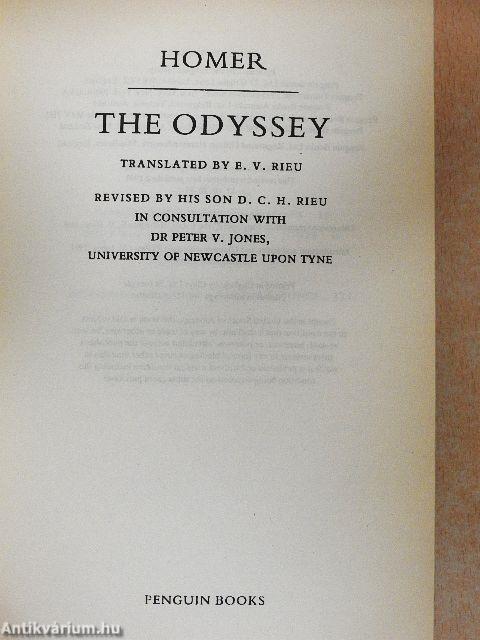 HOMER
THE ODYSSEY
TRANSLATED BY E. V. RIEU
REVISED BY HIS SON D. C. H. RIEU
IN CONSULTATION WITH
DR PETER V. JONES,
UNIVERSITY OF NEWCASTLE UPON TYNE
PENGUIN BOOKS
Antikvárium.hu